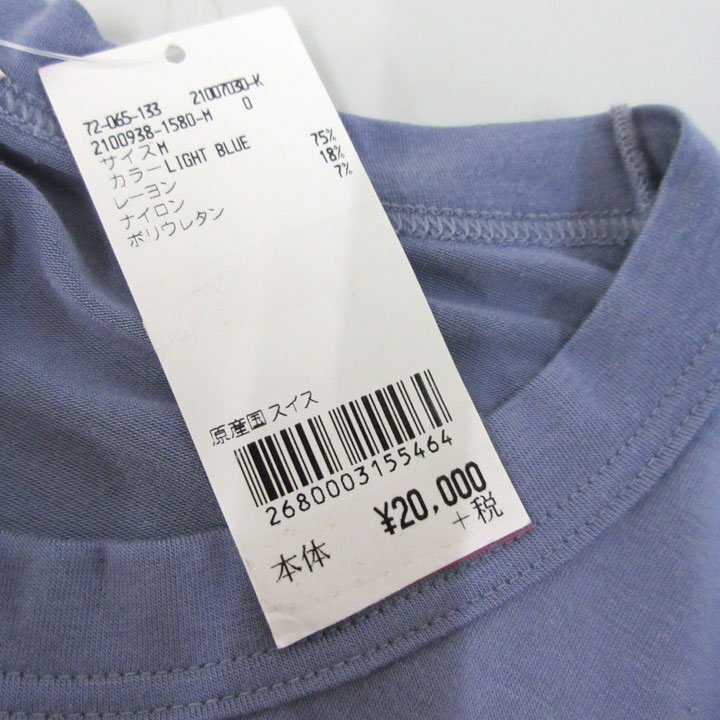 72-065-133 21007030-K
2100938-1580-M 0
サイズM
カラーLIGHT BLUE
レーヨン 75%
ナイロン 18%
ポリウレタン 7%
原産国スイス
2680003155464
本体 ¥20,000
+税